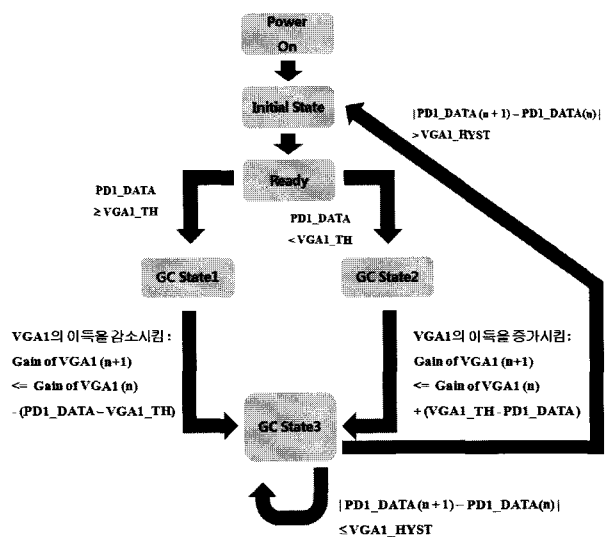 Power
On
Initial State
|PD1_DATA(n+1) – PD1_DATA(n)|
>VGA1_HYST
Ready
PD1_DATA
≥VGA1_TH
PD1_DATA
<VGA1_TH
GC State1
GC State2
VGA1의 이득을 감소시킴 :
Gain of VGA1 (n+1)
<= Gain of VGA1 (n)
- (PD1_DATA – VGA1_TH)
VGA1의 이득을 증가시킴 :
Gain of VGA1 (n+1)
<= Gain of VGA1 (n)
+ (VGA1_TH - PD1_DATA)
GC State3
|PD1_DATA(n+1) – PD1_DATA(n)|
≤VGA1_HYST